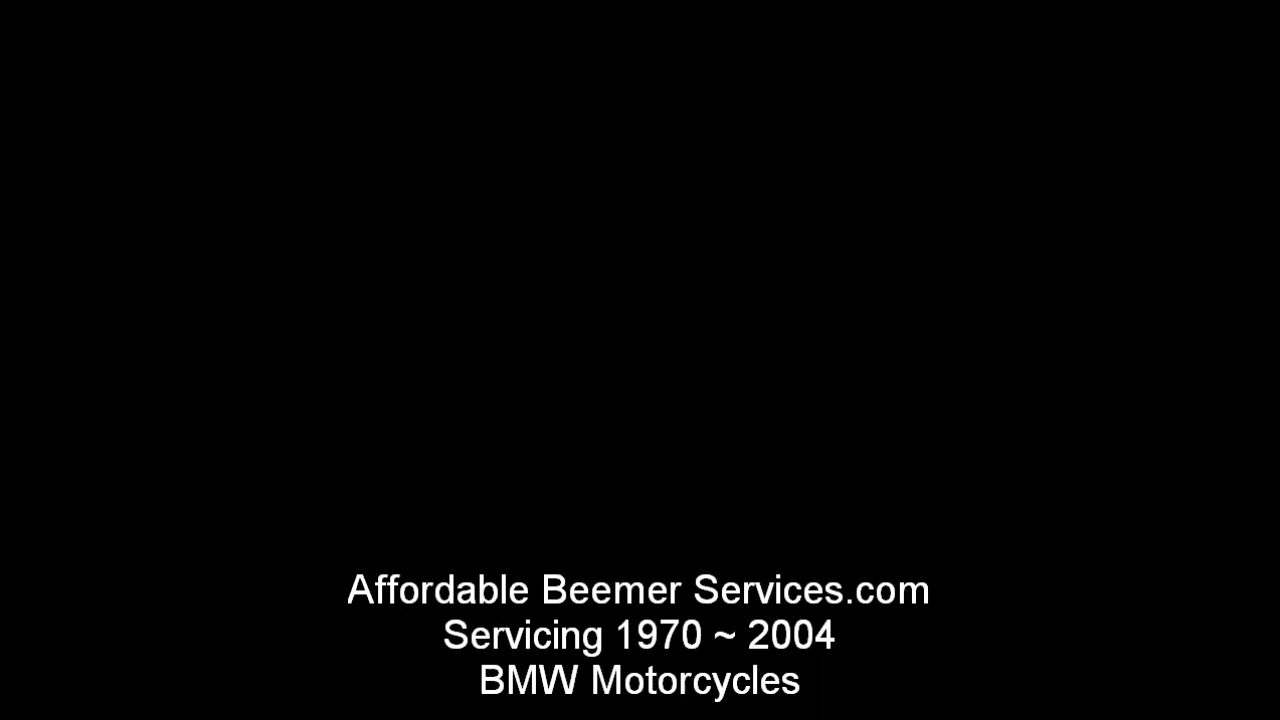 Affordable Beemer Services.com
Servicing 1970 ~ 2004
BMW Motorcycles